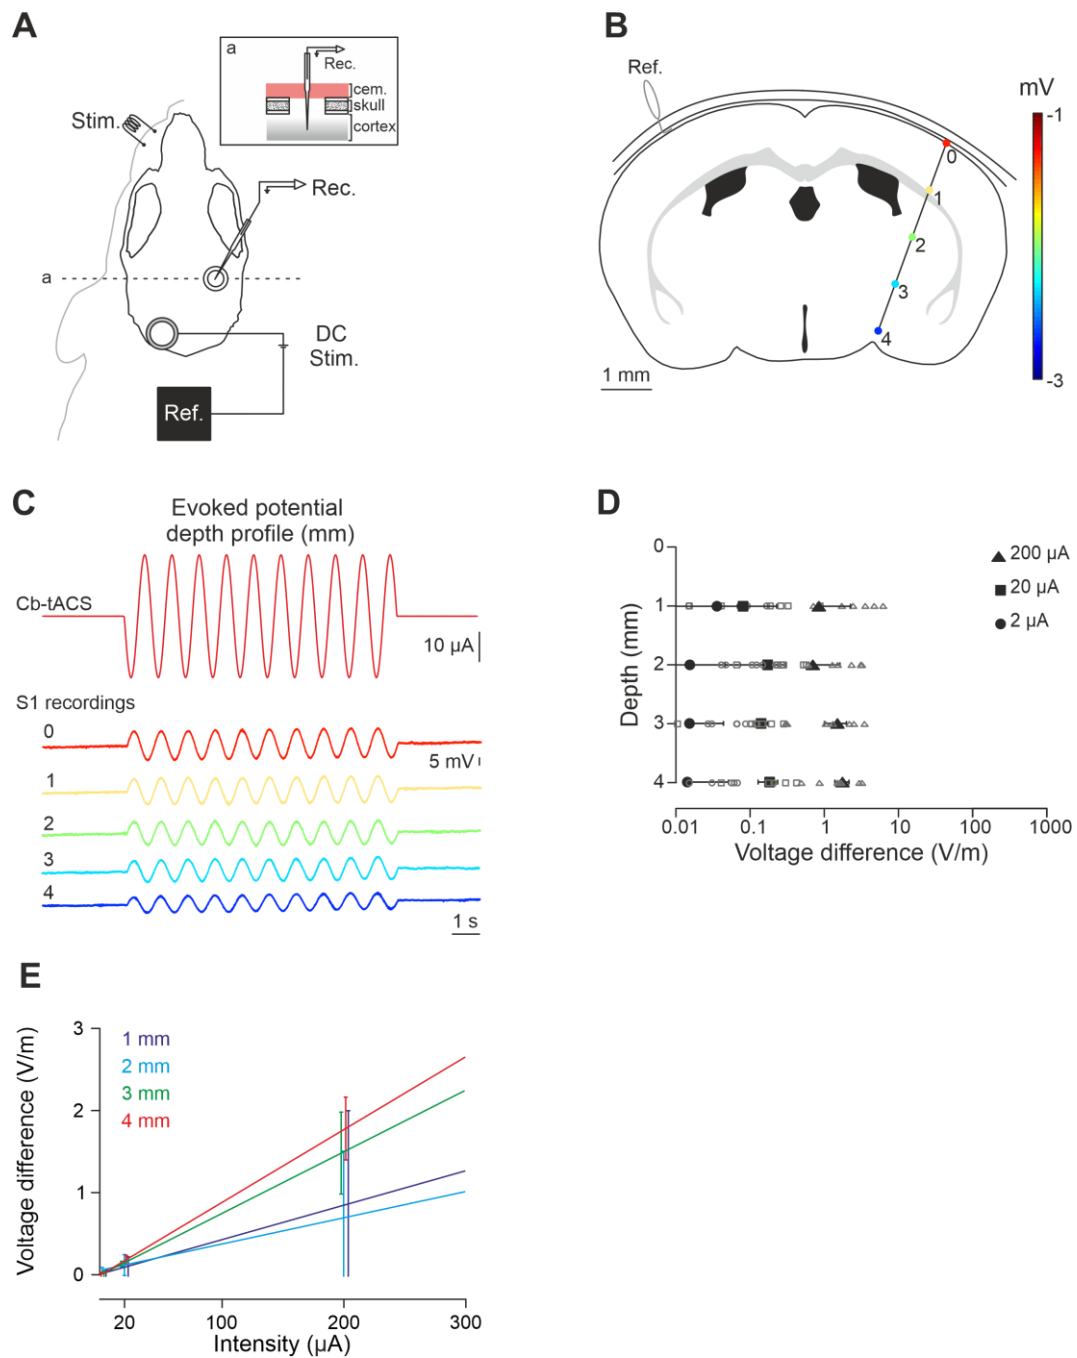 A
a
Rec.
cem.
skull
cortex
Stim.
Rec.
a
DC
Stim.
Ref.
B
Ref.
mV
-1
0
1
2
3
4
-3
1 mm
C
Evoked potential
depth profile (mm)
Cb-tACS
10 µA
S1 recordings
0
5 mV
1
2
3
4
1 s
D
0
1
2
3
4
Depth (mm)
200 µA
20 µA
2 µA
0.01 0.1 1 10 100 1000
Voltage difference (V/m)
E
3
2
1
0
Voltage difference (V/m)
1 mm
2 mm
3 mm
4 mm
20 100 200 300
Intensity (µA)